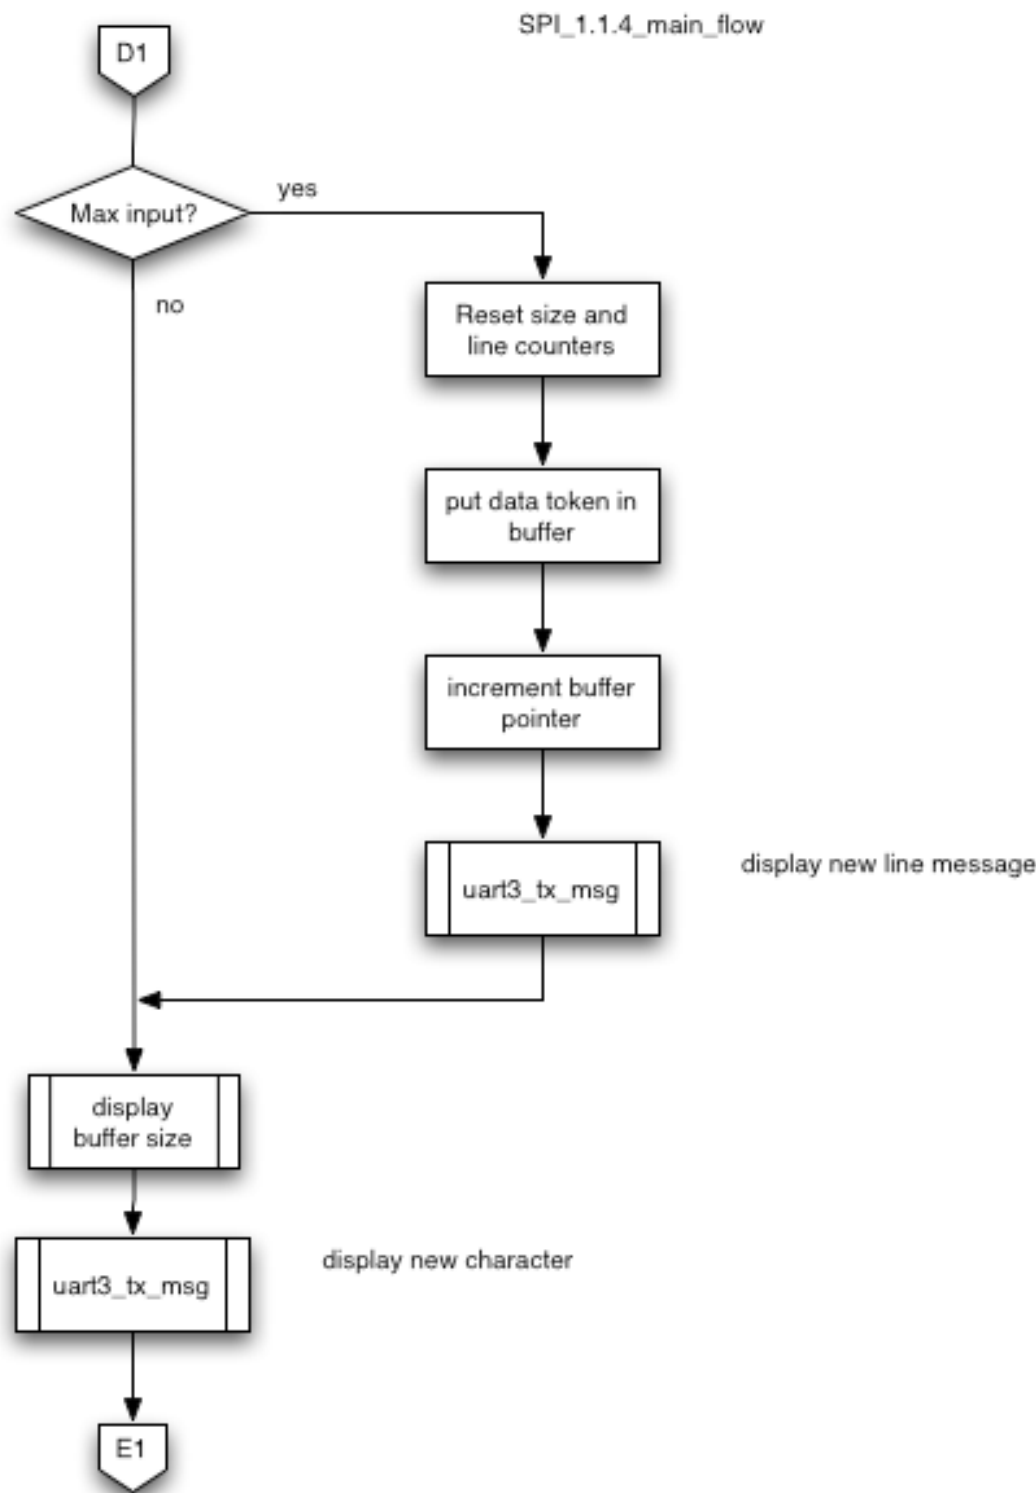 SPI_1.1.4_main_flow
D1
Max input?
yes
no
Reset size and
line counters
put data token in
buffer
increment buffer
pointer
uart3_tx_msg
display new line message
display
buffer size
uart3_tx_msg
display new character
E1